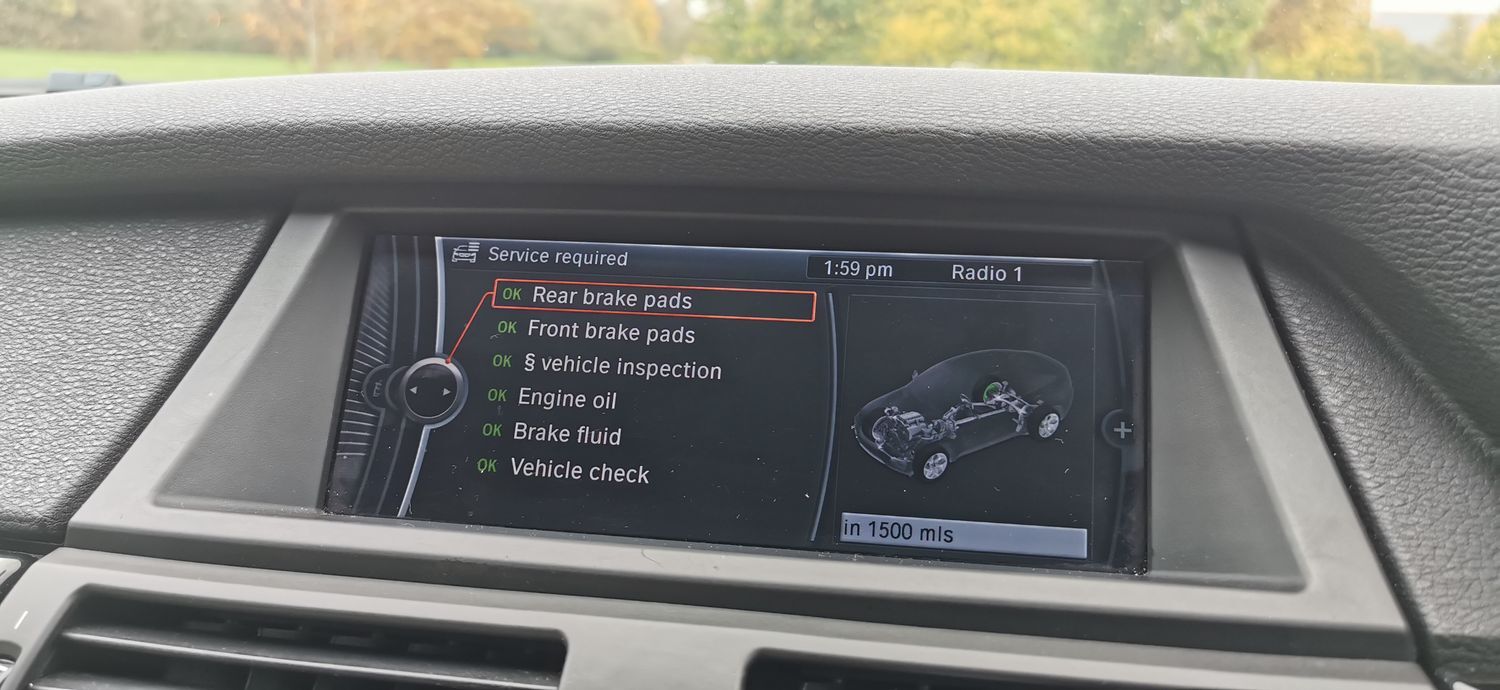 Service required
1:59 pm Radio 1
OK Rear brake pads
OK Front brake pads
OK § vehicle inspection
OK Engine oil
OK Brake fluid
OK Vehicle check
+
in 1500 mls